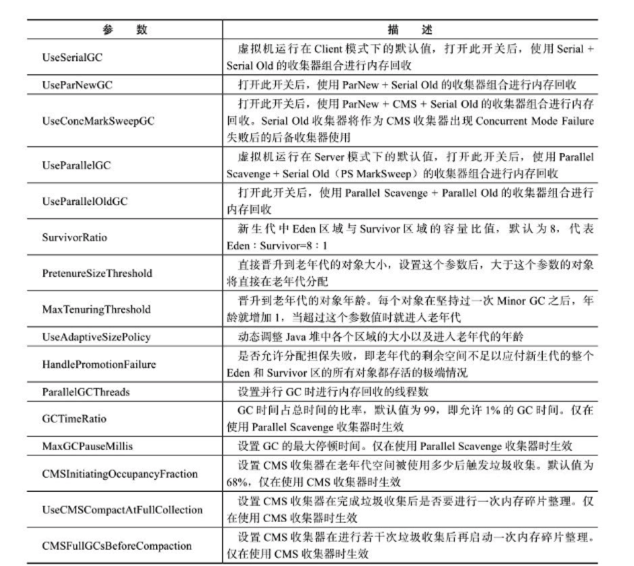 参　数　描　述
UseSerialGC　虚拟机运行在 Client 模式下的默认值，打开此开关后，使用 Serial +
Serial Old 的收集器组合进行内存回收
UseParNewGC　打开此开关后，使用 ParNew + Serial Old 的收集器组合进行内存回收
UseConcMarkSweepGC　打开此开关后，使用 ParNew + CMS + Serial Old 的收集器组合进行内存
回收。Serial Old 收集器将作为 CMS 收集器出现 Concurrent Mode Failure
失败后的后备收集器使用
UseParallelGC　虚拟机运行在 Server 模式下的默认值，打开此开关后，使用 Parallel
Scavenge + Serial Old（PS MarkSweep）的收集器组合进行内存回收
UseParallelOldGC　打开此开关后，使用 Parallel Scavenge + Parallel Old 的收集器组合进行
内存回收
SurvivorRatio　新生代中 Eden 区域与 Survivor 区域的容量比值，默认为 8，代表
Eden：Survivor=8：1
PretenureSizeThreshold　直接晋升到老年代的对象大小，设置这个参数后，大于这个参数的对象
将直接在老年代分配
MaxTenuringThreshold　晋升到老年代的对象年龄。每个对象在坚持过一次 Minor GC 之后，年
龄就增加 1，当超过这个参数值时就进入老年代
UseAdaptiveSizePolicy　动态调整 Java 堆中各个区域的大小以及进入老年代的年龄
HandlePromotionFailure　是否允许分配担保失败，即老年代的剩余空间不足以应付新生代的整个
Eden 和 Survivor 区的所有对象都存活的极端情况
ParallelGCThreads　设置并行 GC 时进行内存回收的线程数
GCTimeRatio　GC 时间占总时间的比率，默认值为 99，即允许 1% 的 GC 时间。仅在
使用 Parallel Scavenge 收集器时生效
MaxGCPauseMillis　设置 GC 的最大停顿时间。仅在使用 Parallel Scavenge 收集器时生效
CMSInitiatingOccupancyFraction　设置 CMS 收集器在老年代空间被使用多少后触发垃圾收集。默认值为
68%，仅在使用 CMS 收集器时生效
UseCMSCompactAtFullCollection　设置 CMS 收集器在完成垃圾收集后是否要进行一次内存碎片整理。仅
在使用 CMS 收集器时生效
CMSFullGCsBeforeCompaction　设置 CMS 收集器在进行若干次垃圾收集后再启动一次内存碎片整理。
仅在使用 CMS 收集器时生效